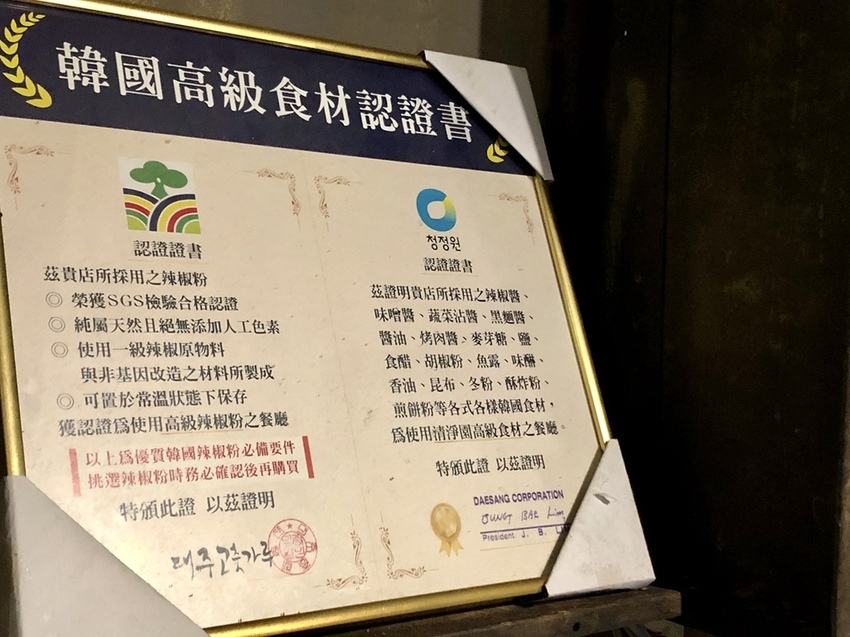 韓國高級食材認證書
認證證書
茲貴店所採用之辣椒粉
◎ 榮獲SGS檢驗合格認證
◎ 純屬天然且絕無添加人工色素
◎ 使用一級辣椒原物料
與非基因改造之材料所製成
◎ 可置於常溫狀態下保存
獲認證為使用高級辣椒粉之餐廳
以上為優質韓國辣椒粉必備要件
挑選辣椒粉時務必確認後再購買
特頒此證 以茲證明
대주고춧가루
청정원
認證證書
茲證明貴店所採用之辣椒醬、
味噌醬、蔬菜沾醬、黑麵醬、
醬油、烤肉醬、麥芽糖、鹽、
食醋、胡椒粉、魚露、味醂、
香油、昆布、冬粉、酥炸粉、
煎餅粉等各式各樣韓國食材，
為使用清淨園高級食材之餐廳。
特頒此證 以茲證明
DAESANG CORPORATION
President J. B.